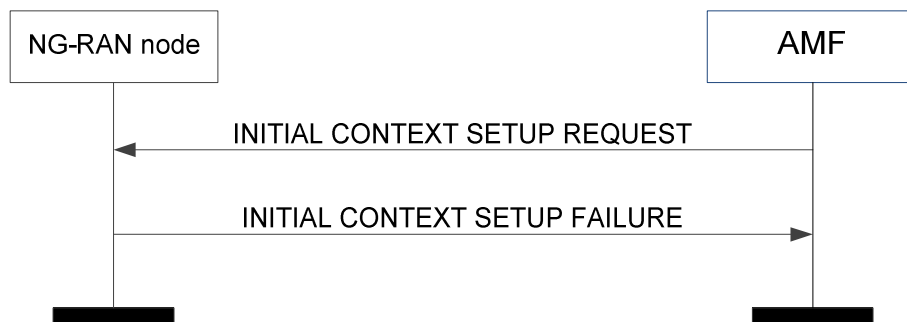 NG-RAN node
AMF
INITIAL CONTEXT SETUP REQUEST
INITIAL CONTEXT SETUP FAILURE